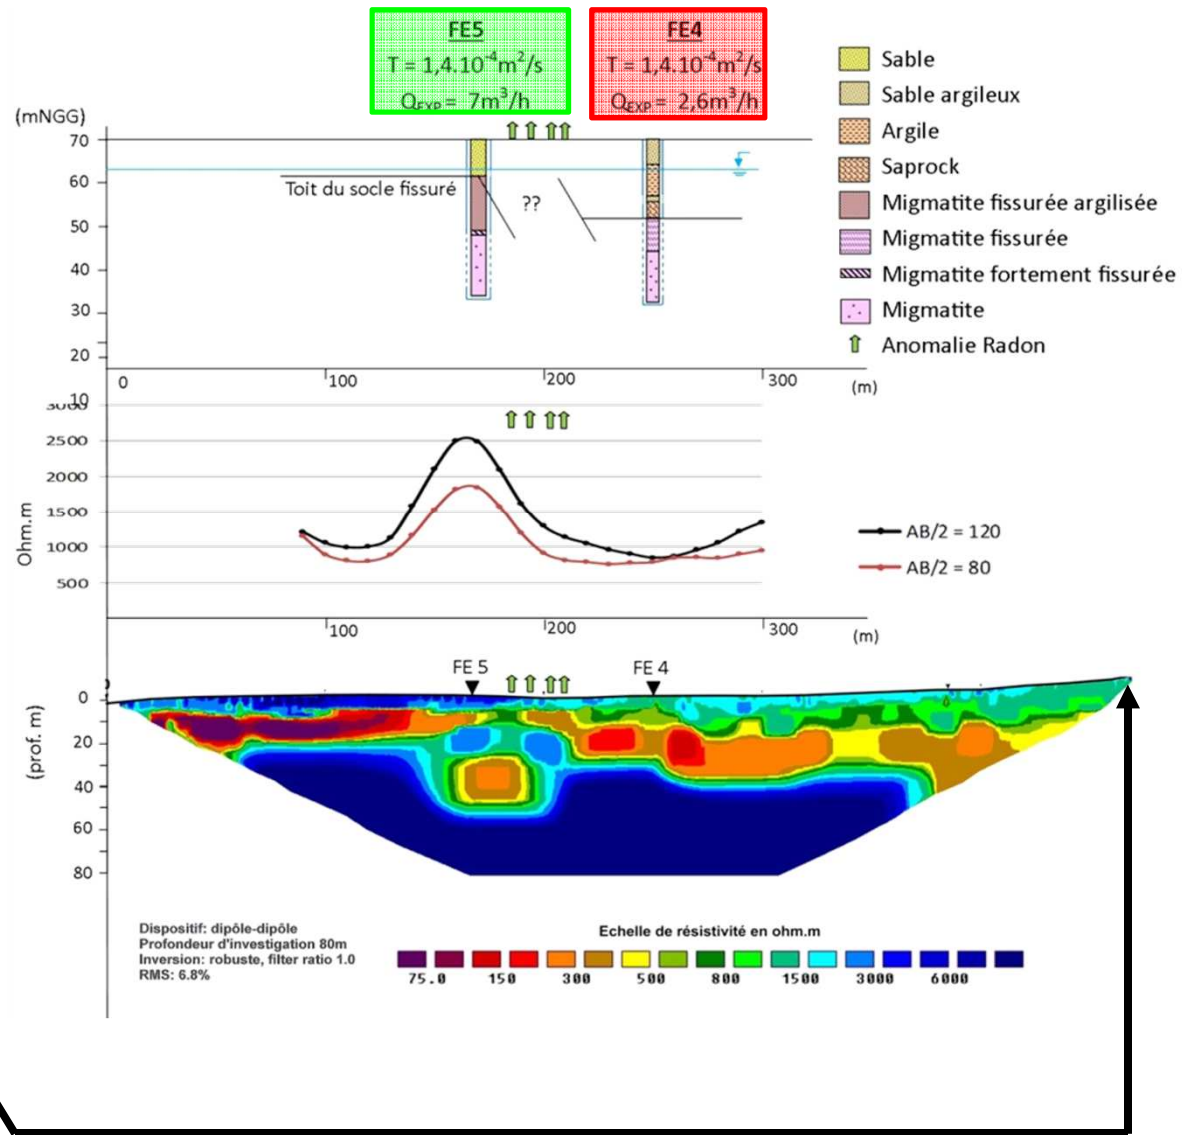 FE5
T = 1,4.10⁻⁴m²/s
Q_EXP = 7m³/h
FE4
T = 1,4.10⁻⁴m²/s
Q_EXP = 2,6m³/h
Sable
Sable argileux
Argile
Saprock
Migmatite fissurée argilisée
Migmatite fissurée
Migmatite fortement fissurée
Migmatite
Anomalie Radon
(mNGG)
70
60
50
40
30
20
10
Toit du socle fissuré
??
0
100
200
300
(m)
3000
2500
2000
1500
1000
500
Ohm.m
AB/2 = 120
AB/2 = 80
100
200
300
(m)
FE 5
FE 4
0
20
40
60
80
(prof. m)
Dispositif: dipôle-dipôle
Profondeur d'investigation 80m
Inversion: robuste, filter ratio 1.0
RMS: 6.8%
Echelle de résistivité en ohm.m
75.0 150 300 500 800 1500 3000 6000